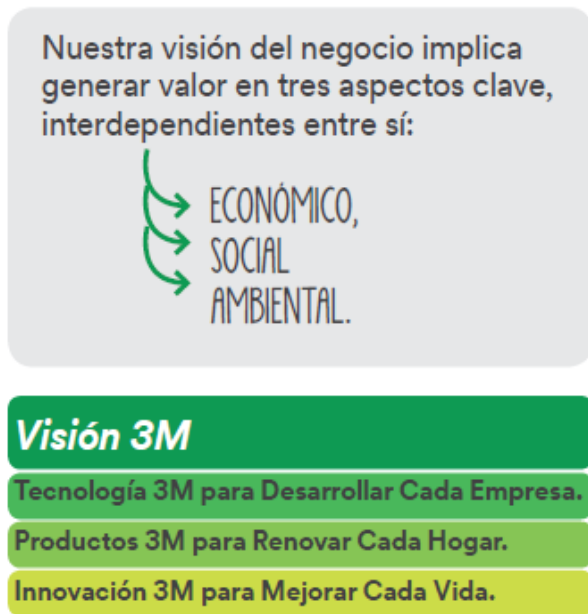 Nuestra visión del negocio implica
generar valor en tres aspectos clave,
interdependientes entre sí:
ECONÓMICO,
SOCIAL
AMBIENTAL.
Visión 3M
Tecnología 3M para Desarrollar Cada Empresa.
Productos 3M para Renovar Cada Hogar.
Innovación 3M para Mejorar Cada Vida.